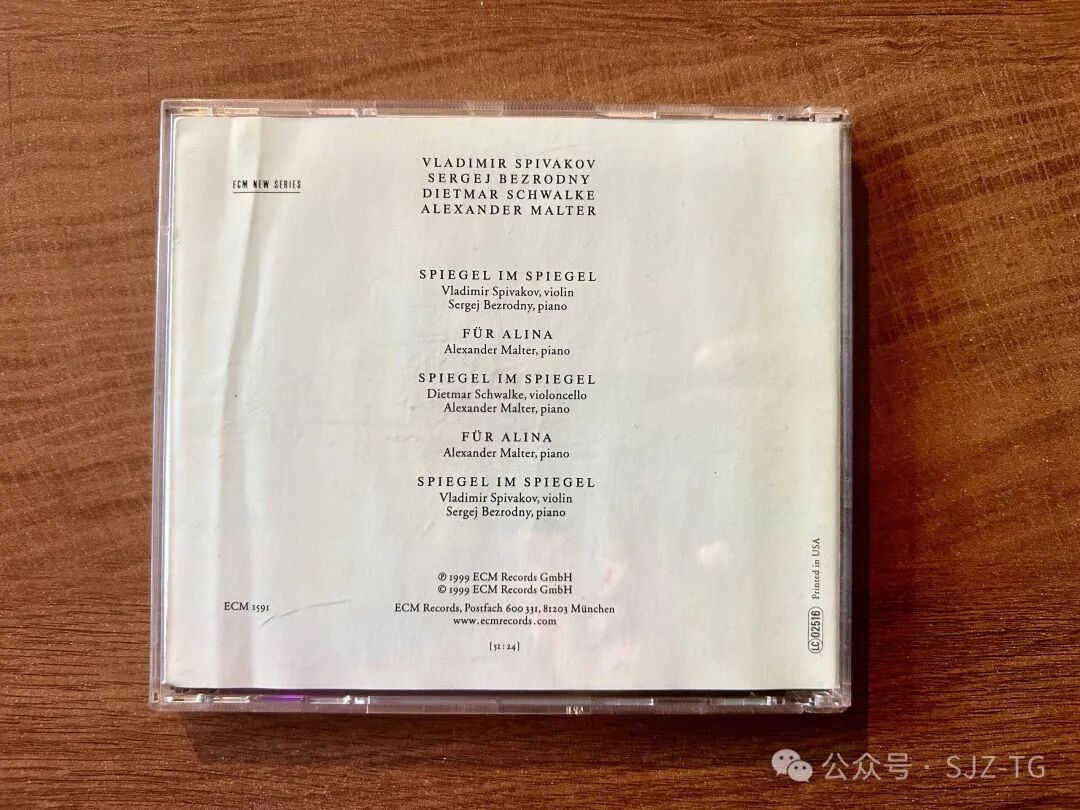 VLADIMIR SPIVAKOV
SERGEJ BEZRODNY
DIETMAR SCHWALKE
ALEXANDER MALTER
ECM NEW SERIES
SPIEGEL IM SPIEGEL
Vladimir Spivakov, violin
Sergej Bezrodny, piano
FÜR ALINA
Alexander Malter, piano
SPIEGEL IM SPIEGEL
Dietmar Schwalke, violoncello
Alexander Malter, piano
FÜR ALINA
Alexander Malter, piano
SPIEGEL IM SPIEGEL
Vladimir Spivakov, violin
Sergej Bezrodny, piano
℗ 1999 ECM Records GmbH
© 1999 ECM Records GmbH
ECM 1591
ECM Records, Postfach 600 331, 81203 München
www.ecmrecords.com
[51:24]
LC 02516
Printed in USA
公众号 · SJZ-TG